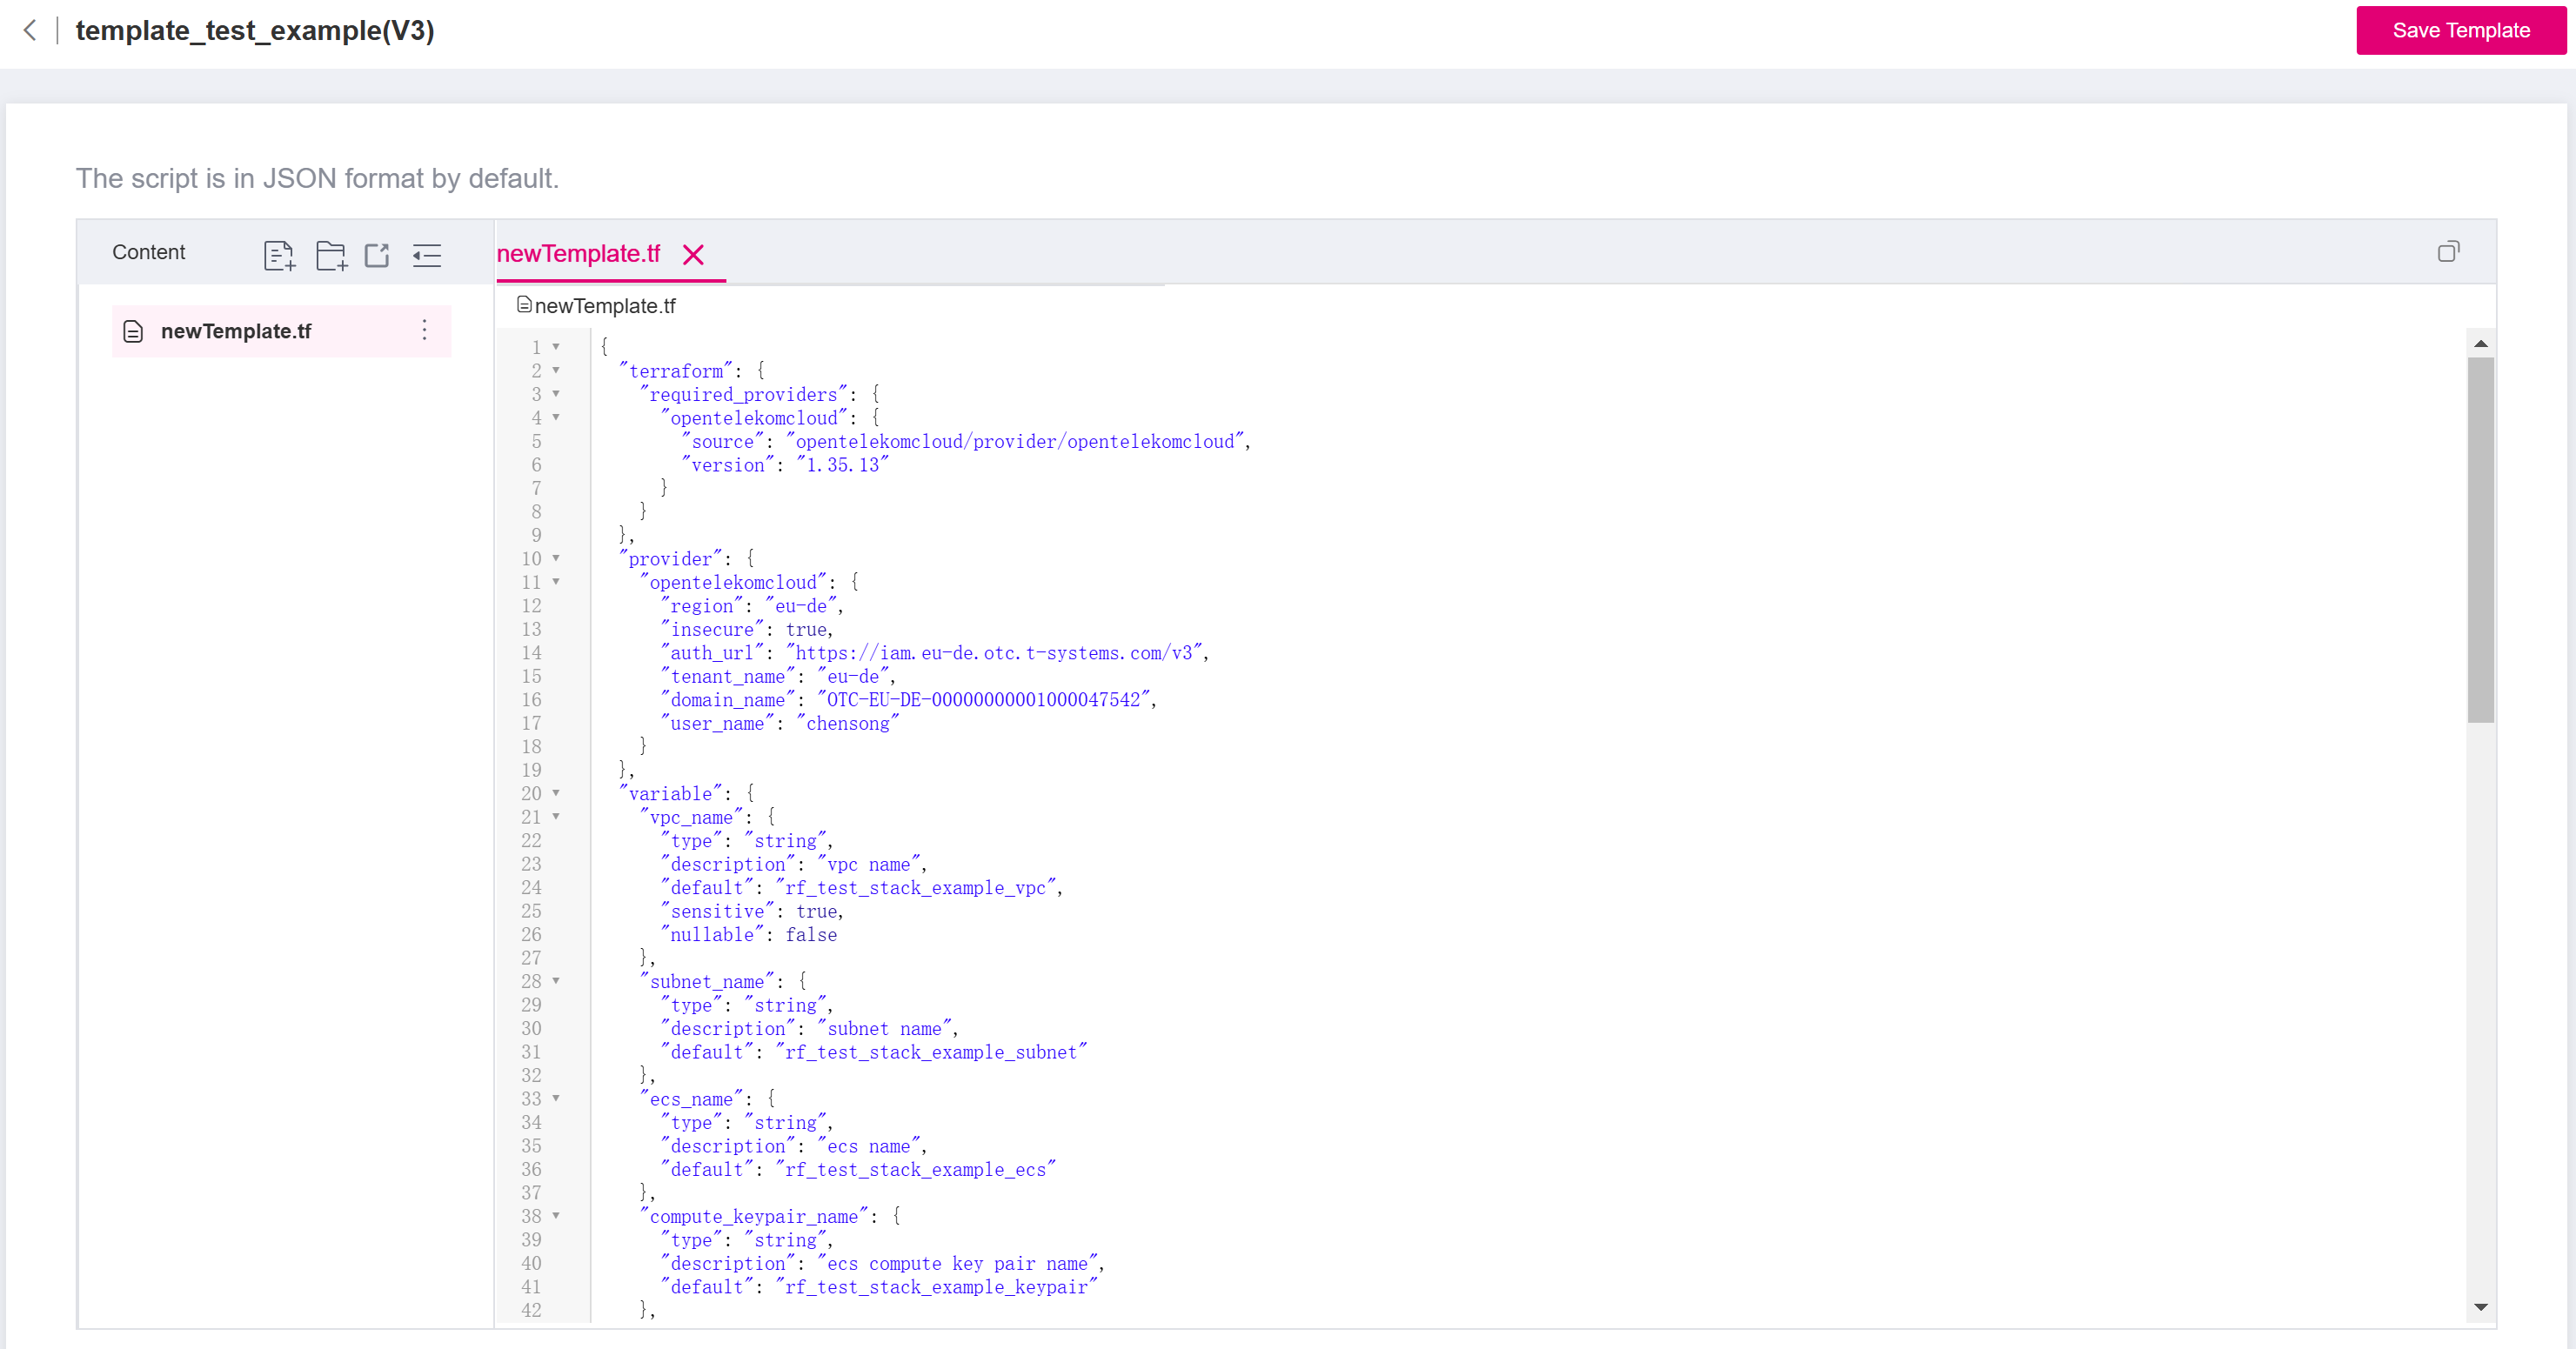 template_test_example(V3)
Save Template
The script is in JSON format by default.
Content
newTemplate.tf
newTemplate.tf
newTemplate.tf
1 {
2 "terraform": {
3 "required_providers": {
4 "opentelekomcloud": {
5 "source": "opentelekomcloud/provider/opentelekomcloud",
6 "version": "1.35.13"
7 }
8 }
9 },
10 "provider": {
11 "opentelekomcloud": {
12 "region": "eu-de",
13 "insecure": true,
14 "auth_url": "https://iam.eu-de.otc.t-systems.com/v3",
15 "tenant_name": "eu-de",
16 "domain_name": "OTC-EU-DE-00000000001000047542",
17 "user_name": "chensong"
18 }
19 },
20 "variable": {
21 "vpc_name": {
22 "type": "string",
23 "description": "vpc name",
24 "default": "rf_test_stack_example_vpc",
25 "sensitive": true,
26 "nullable": false
27 },
28 "subnet_name": {
29 "type": "string",
30 "description": "subnet name",
31 "default": "rf_test_stack_example_subnet"
32 },
33 "ecs_name": {
34 "type": "string",
35 "description": "ecs name",
36 "default": "rf_test_stack_example_ecs"
37 },
38 "compute_keypair_name": {
39 "type": "string",
40 "description": "ecs compute key pair name",
41 "default": "rf_test_stack_example_keypair"
42 },